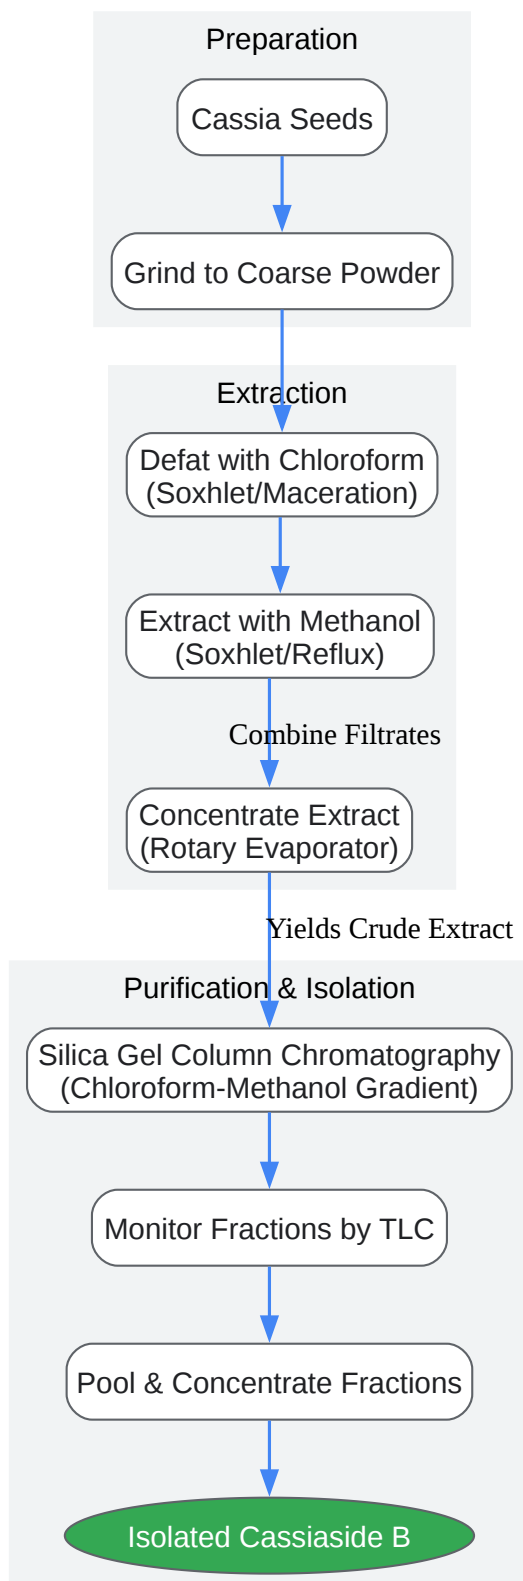 Preparation
Cassia Seeds
Grind to Coarse Powder
Extraction
Defat with Chloroform
(Soxhlet/Maceration)
Extract with Methanol
(Soxhlet/Reflux)
Combine Filtrates
Concentrate Extract
(Rotary Evaporator)
Yields Crude Extract
Purification & Isolation
Silica Gel Column Chromatography
(Chloroform-Methanol Gradient)
Monitor Fractions by TLC
Pool & Concentrate Fractions
Isolated Cassiaside B